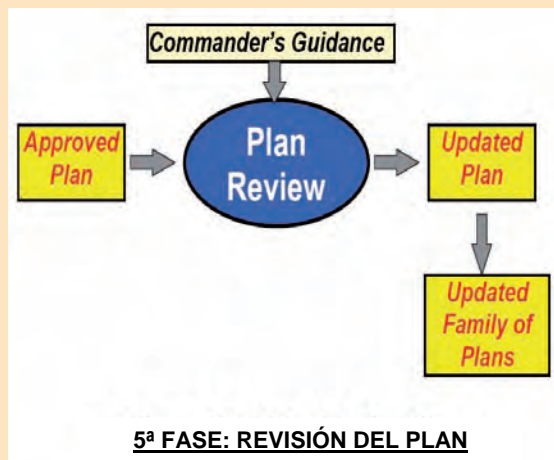 Commander's Guidance
Approved
Plan
Plan
Review
Updated
Plan
Updated
Family of
Plans
5ª FASE: REVISIÓN DEL PLAN